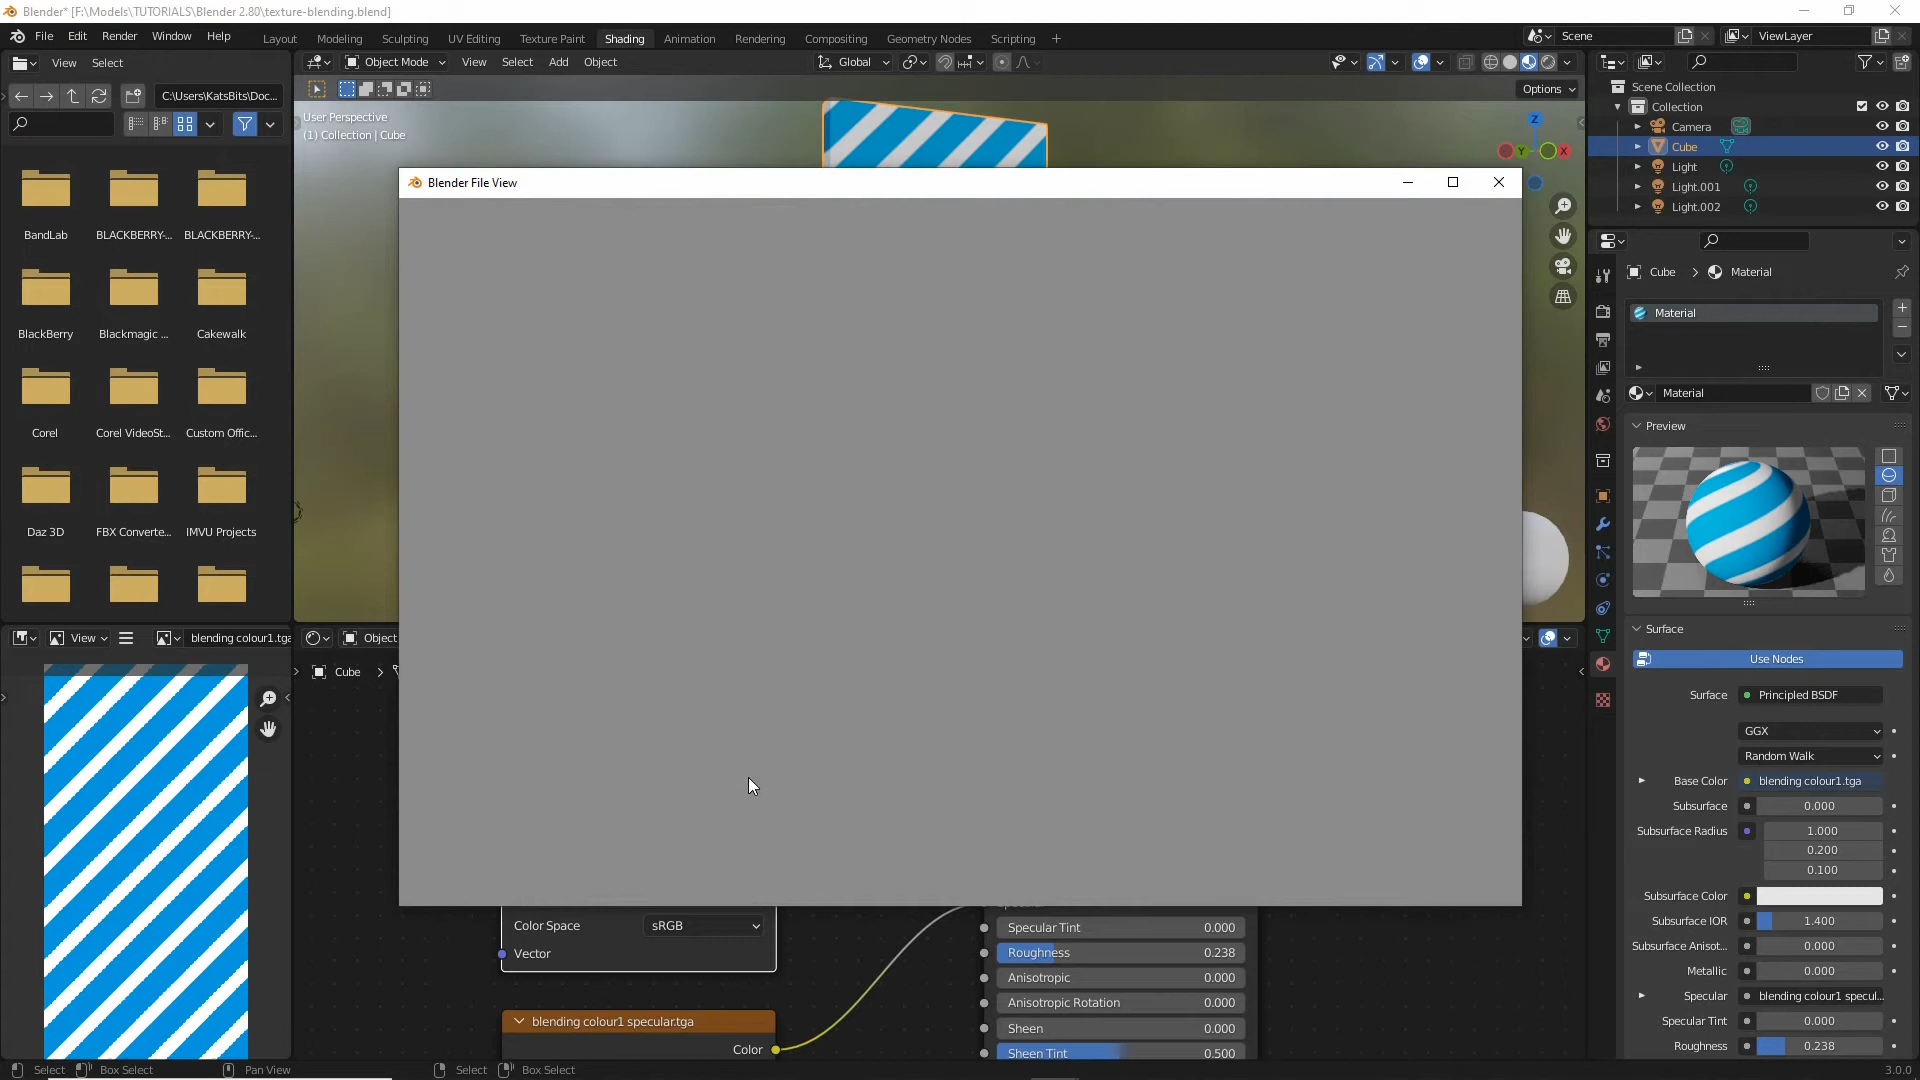 Blender* [F:\Models\TUTORIALS\Blender 2.80\texture-blending.blend]
File Edit Render Window Help
Layout Modeling Sculpting UV Editing Texture Paint Shading Animation Rendering Compositing Geometry Nodes Scripting +
Scene
ViewLayer
View Select
C:\Users\KatsBits\Doc...
BandLab
BLACKBERRY-...
BLACKBERRY-...
BlackBerry
Blackmagic ...
Cakewalk
Corel
Corel VideoSt...
Custom Offic...
Daz 3D
FBX Converte...
IMVU Projects
Object Mode View Select Add Object
Global
Options
User Perspective
(1) Collection | Cube
Z
Y
X
Blender File View
View
blending colour1.tga
Object
Cube >
Color Space sRGB
Vector
blending colour1 specular.tga
Color
Specular Tint 0.000
Roughness 0.238
Anisotropic 0.000
Anisotropic Rotation 0.000
Sheen 0.000
Sheen Tint 0.500
Scene Collection
Collection
Camera
Cube
Light
Light.001
Light.002
Cube > Material
Material
Material
Preview
Surface
Use Nodes
Surface Principled BSDF
GGX
Random Walk
Base Color blending colour1.tga
Subsurface 0.000
Subsurface Radius 1.000
0.200
0.100
Subsurface Color
Subsurface IOR 1.400
Subsurface Anisot... 0.000
Metallic 0.000
Specular blending colour1 specul...
Specular Tint 0.000
Roughness 0.238
Select Box Select Pan View Select Box Select
3.0.0